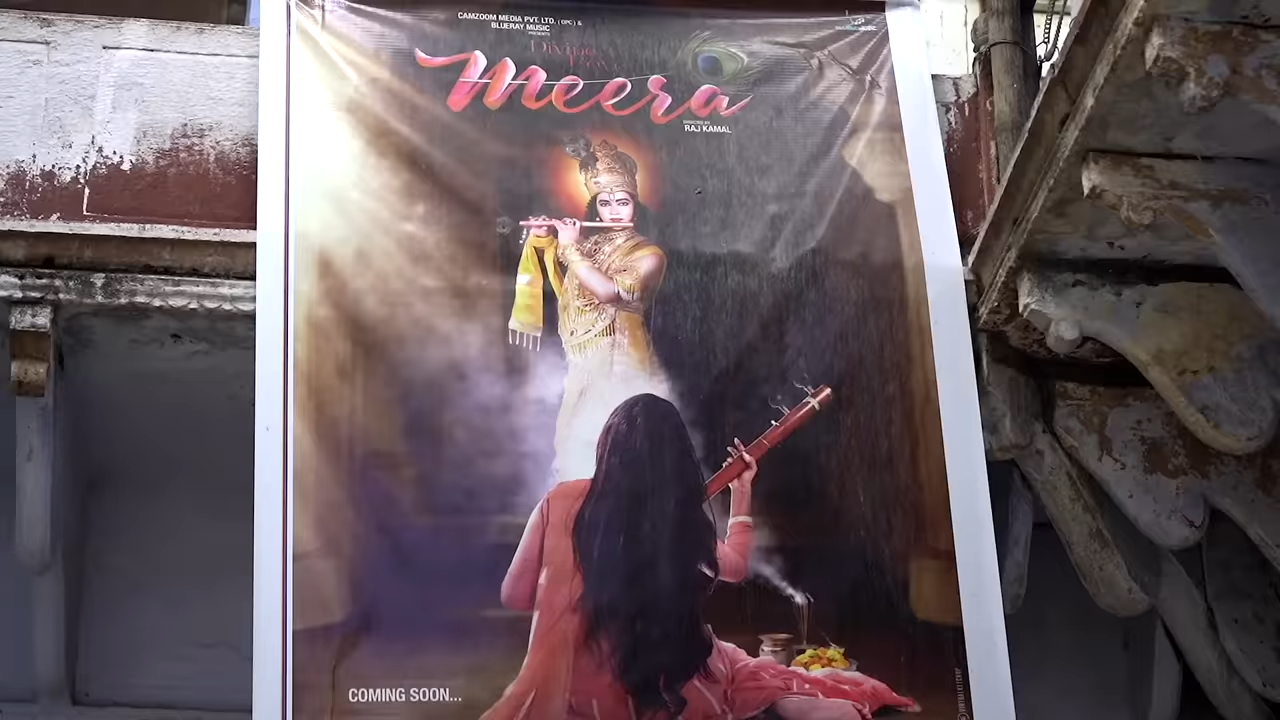 CAMZOOM MEDIA PVT. LTD. (OPC) &
BLUERAY MUSIC
PRESENTS
Divine
Love
Meera
DIRECTED BY
RAJ KAMAL
COMING SOON...